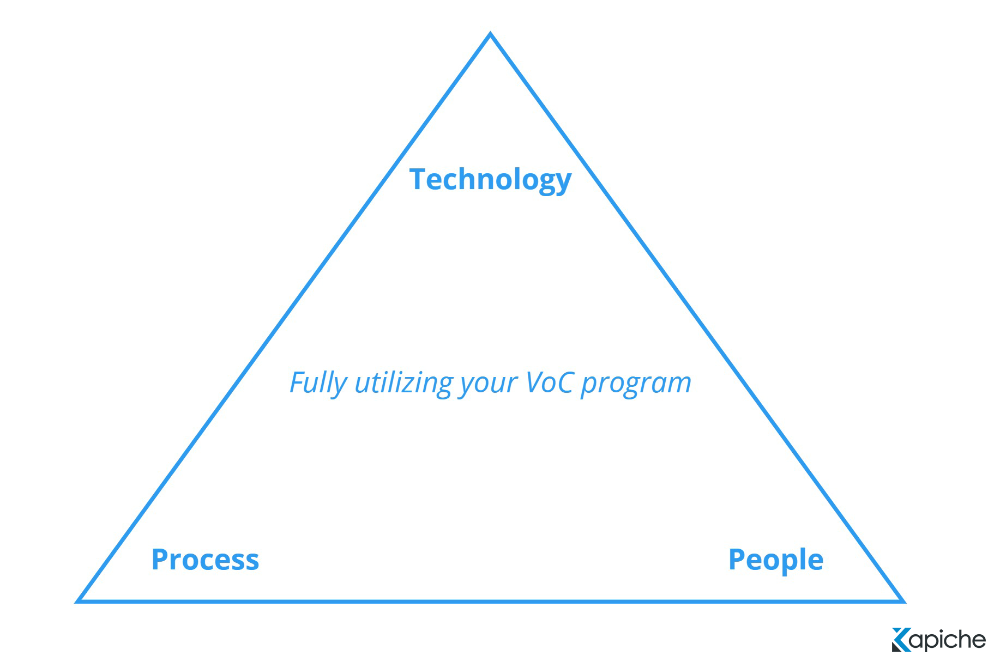 Technology
Fully utilizing your VoC program
Process
People
Kapiche